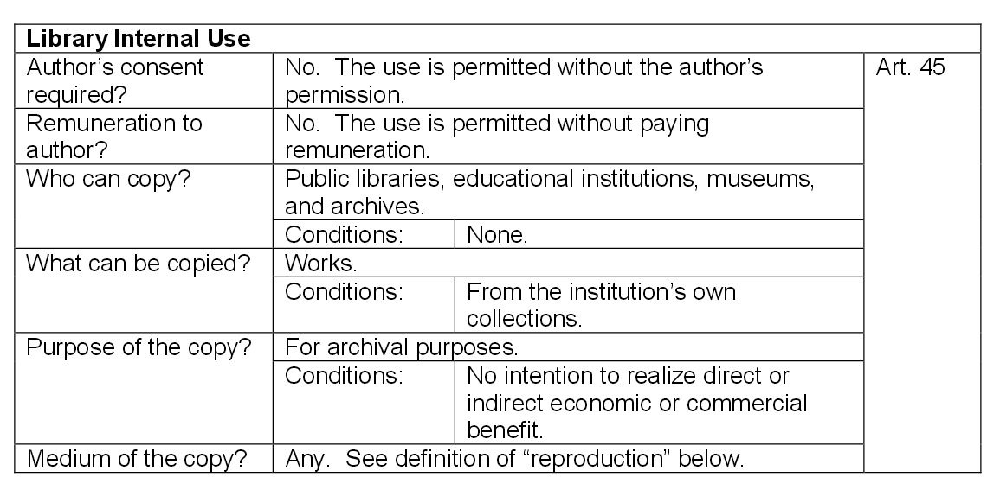 Library Internal Use
Author’s consent required?
No.  The use is permitted without the author’s permission.
Art. 45
Remuneration to author?
No.  The use is permitted without paying remuneration.
Who can copy?
Public libraries, educational institutions, museums, and archives.
Conditions:
None.
What can be copied?
Works.
Conditions:
From the institution’s own collections.
Purpose of the copy?
For archival purposes.
Conditions:
No intention to realize direct or indirect economic or commercial benefit.
Medium of the copy?
Any.  See definition of “reproduction” below.